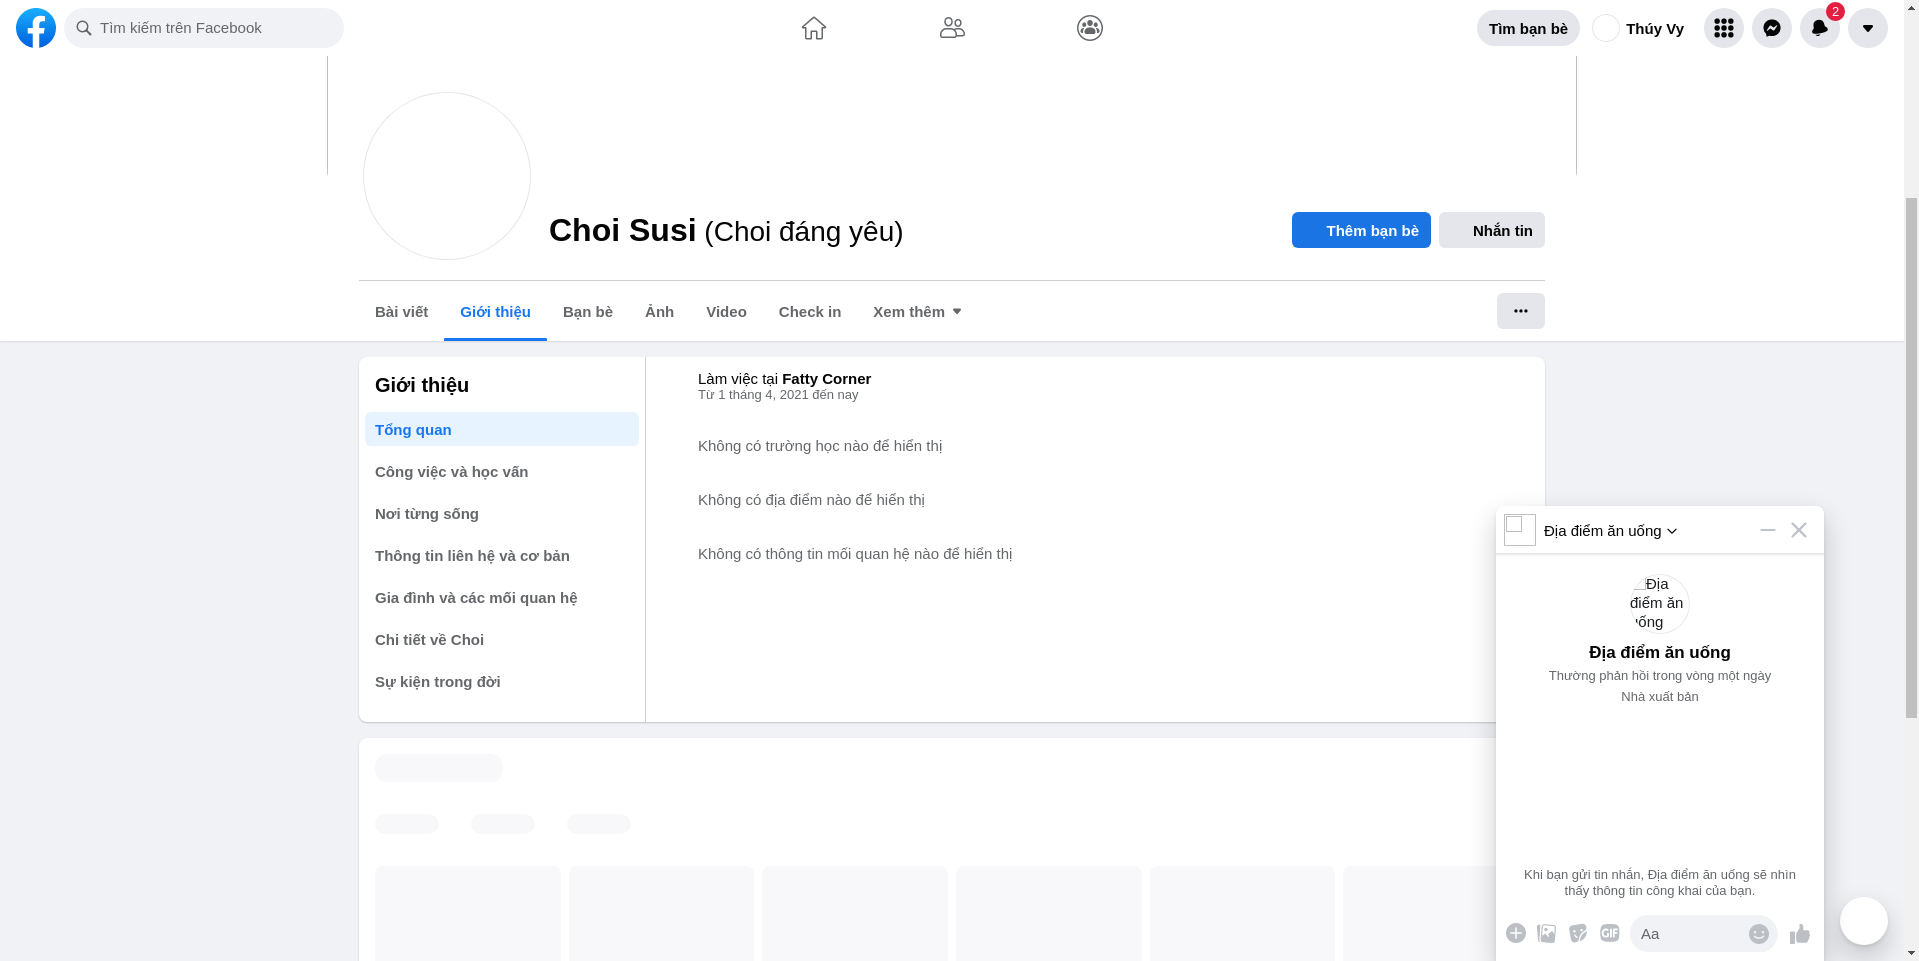 Tìm kiếm trên Facebook
Tìm bạn bè
Thúy Vy
2
Choi Susi (Choi đáng yêu)
Thêm bạn bè
Nhắn tin
Bài viết
Giới thiệu
Bạn bè
Ảnh
Video
Check in
Xem thêm
Giới thiệu
Tổng quan
Công việc và học vấn
Nơi từng sống
Thông tin liên hệ và cơ bản
Gia đình và các mối quan hệ
Chi tiết về Choi
Sự kiện trong đời
Làm việc tại Fatty Corner
Từ 1 tháng 4, 2021 đến nay
Không có trường học nào để hiển thị
Không có địa điểm nào để hiển thị
Không có thông tin mối quan hệ nào để hiển thị
Địa điểm ăn uống
Địa
điểm ăn
uống
Địa điểm ăn uống
Thường phản hồi trong vòng một ngày
Nhà xuất bản
Khi bạn gửi tin nhắn, Địa điểm ăn uống sẽ nhìn
thấy thông tin công khai của bạn.
GIF
Aa